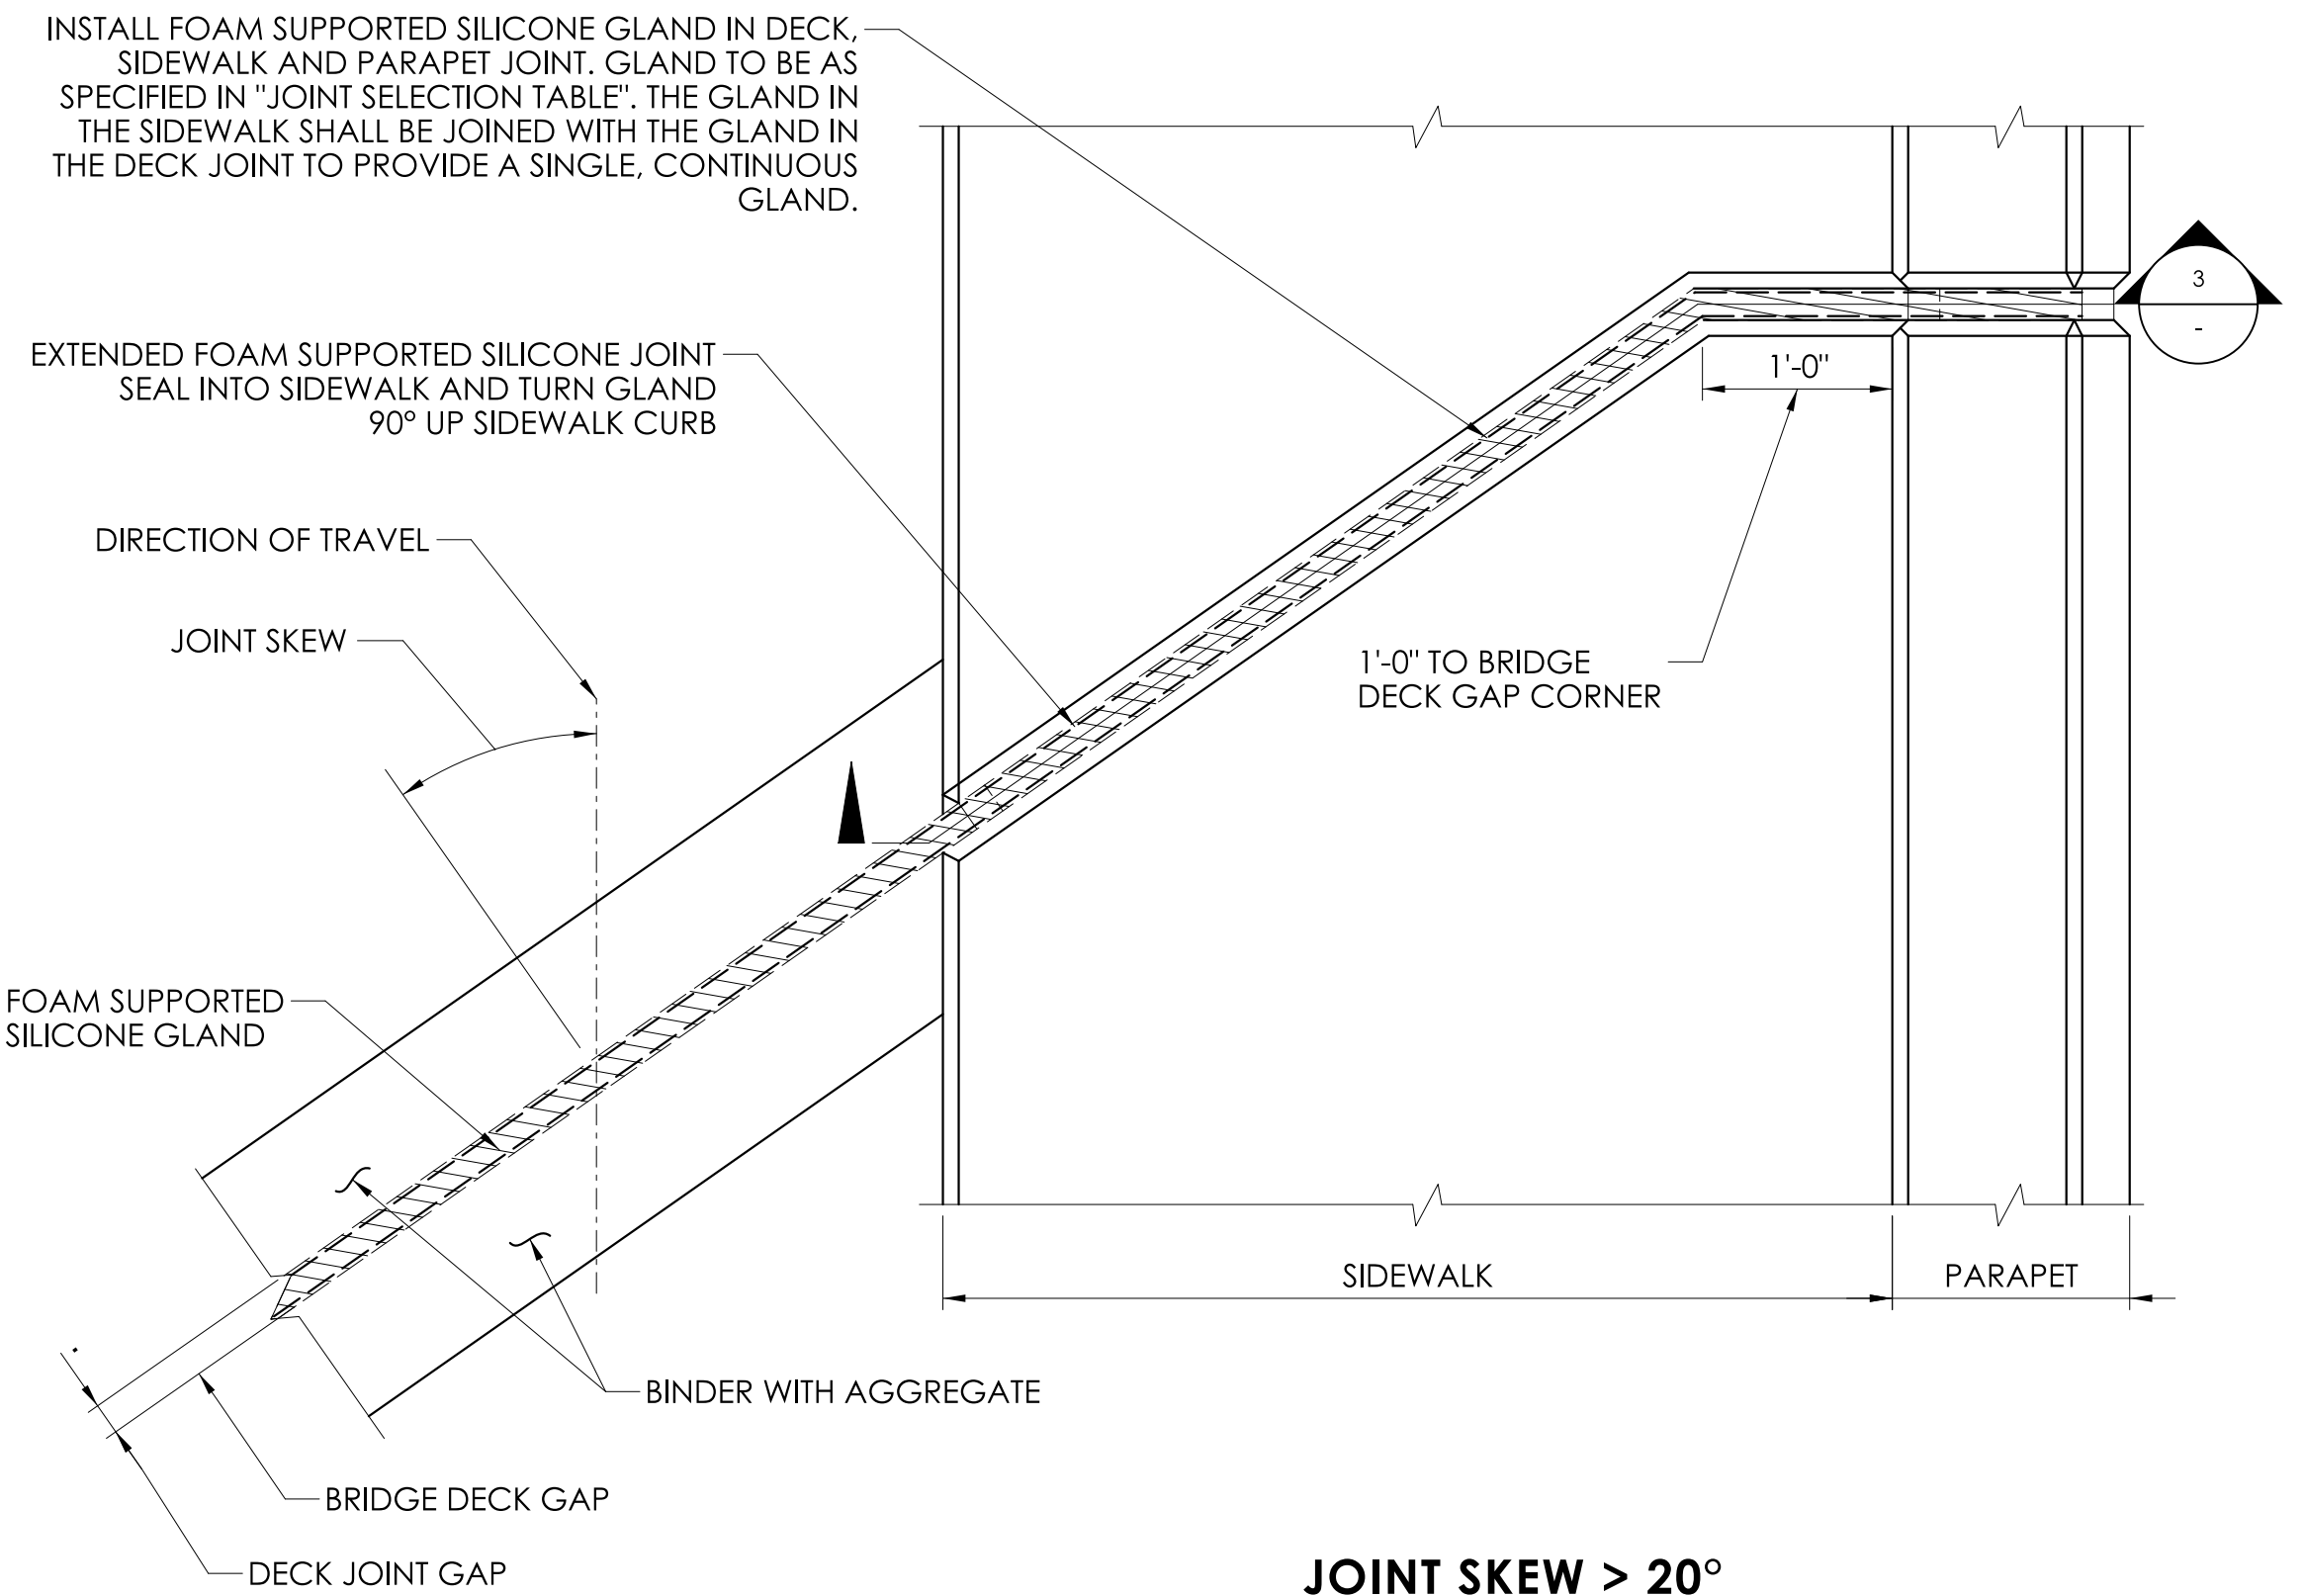 INSTALL FOAM SUPPORTED SILICONE GLAND IN DECK,
SIDEWALK AND PARAPET JOINT. GLAND TO BE AS
SPECIFIED IN "JOINT SELECTION TABLE". THE GLAND IN
THE SIDEWALK SHALL BE JOINED WITH THE GLAND IN
THE DECK JOINT TO PROVIDE A SINGLE, CONTINUOUS
GLAND.
3
-
EXTENDED FOAM SUPPORTED SILICONE JOINT
SEAL INTO SIDEWALK AND TURN GLAND
90° UP SIDEWALK CURB
1'-0"
DIRECTION OF TRAVEL
JOINT SKEW
1'-0" TO BRIDGE
DECK GAP CORNER
FOAM SUPPORTED
SILICONE GLAND
SIDEWALK
PARAPET
BINDER WITH AGGREGATE
BRIDGE DECK GAP
DECK JOINT GAP
JOINT SKEW > 20°